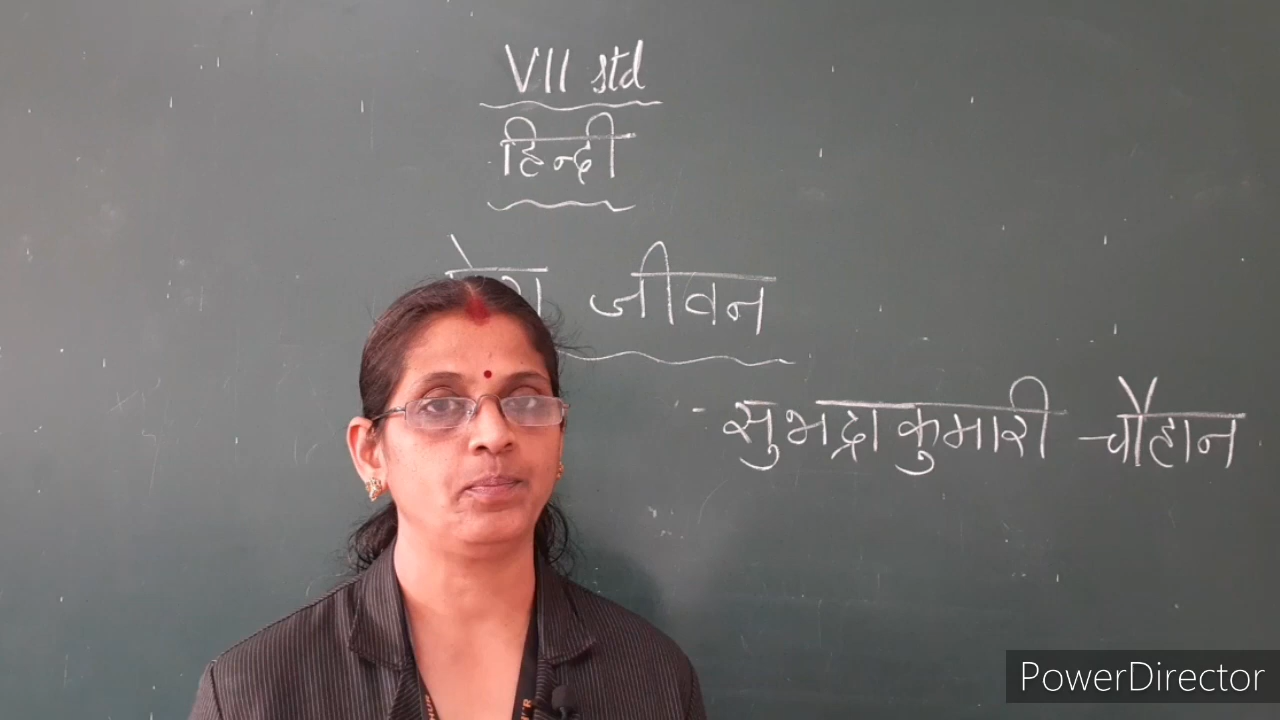 VII std
हिन्दी
जीवन
- सुभद्राकुमारी चौहान
PowerDirector